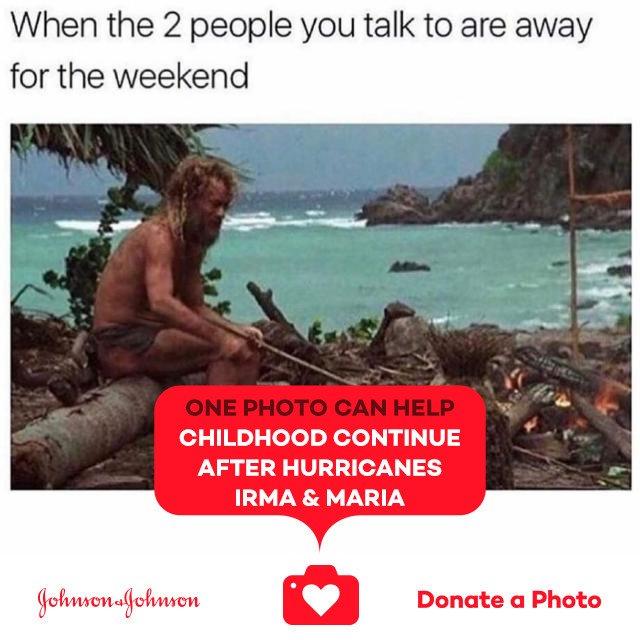 When the 2 people you talk to are away
for the weekend
ONE PHOTO CAN HELP
CHILDHOOD CONTINUE
AFTER HURRICANES
IRMA & MARIA
Johnson&Johnson
Donate a Photo